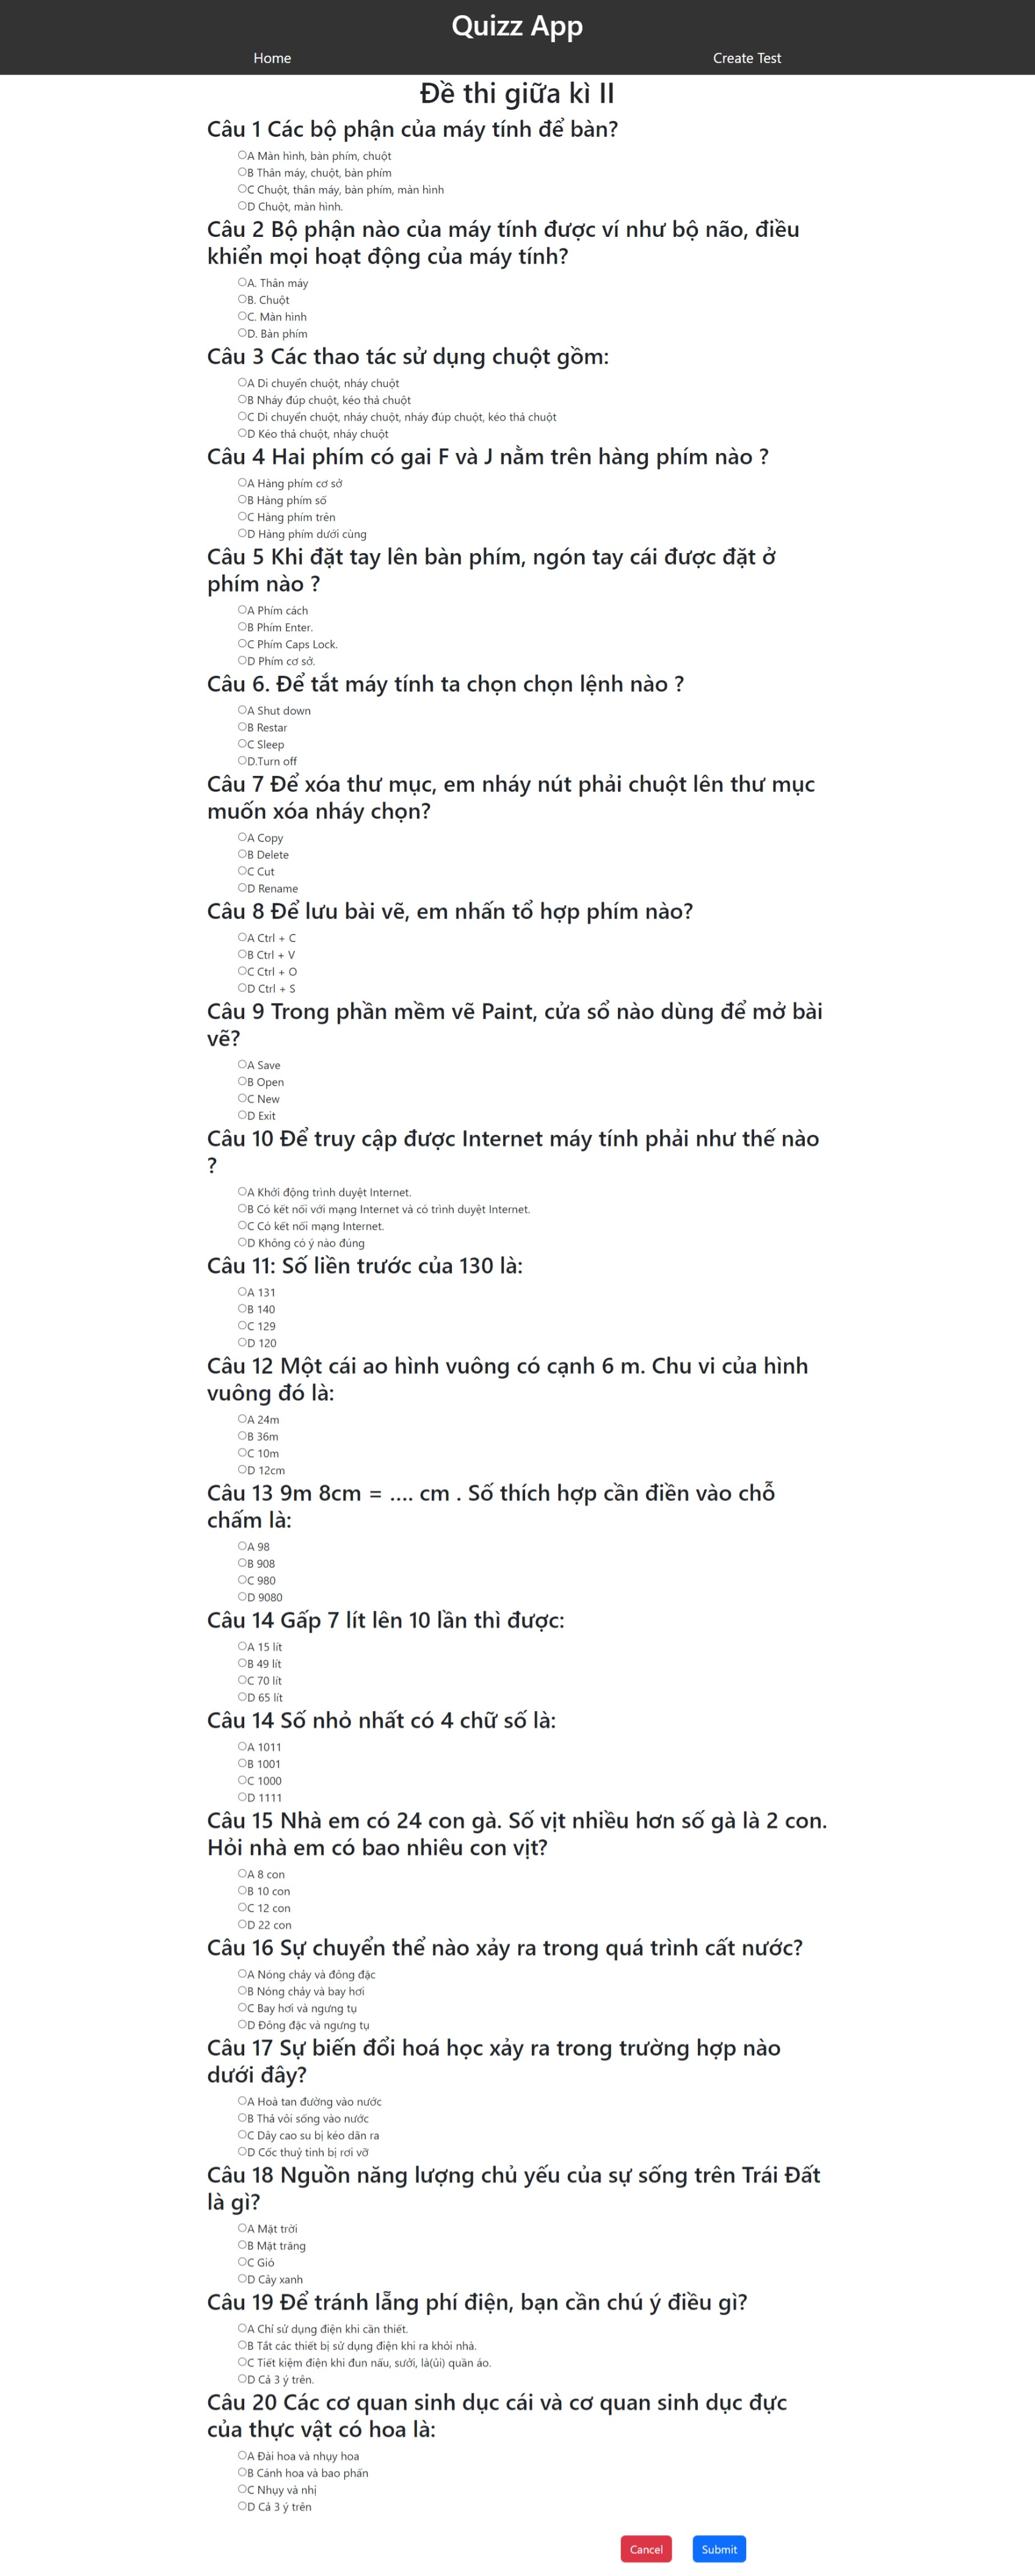 Quizz App
Home Create Test
Đề thi giữa kì II
Câu 1 Các bộ phận của máy tính để bàn?
A Màn hình, bàn phím, chuột
B Thân máy, chuột, bàn phím
C Chuột, thân máy, bàn phím, màn hình
D Chuột, màn hình.
Câu 2 Bộ phận nào của máy tính được ví như bộ não, điều
khiển mọi hoạt động của máy tính?
A. Thân máy
B. Chuột
C. Màn hình
D. Bàn phím
Câu 3 Các thao tác sử dụng chuột gồm:
A Di chuyển chuột, nháy chuột
B Nháy đúp chuột, kéo thả chuột
C Di chuyển chuột, nháy chuột, nháy đúp chuột, kéo thả chuột
D Kéo thả chuột, nháy chuột
Câu 4 Hai phím có gai F và J nằm trên hàng phím nào ?
A Hàng phím cơ sở
B Hàng phím số
C Hàng phím trên
D Hàng phím dưới cùng
Câu 5 Khi đặt tay lên bàn phím, ngón tay cái được đặt ở
phím nào ?
A Phím cách
B Phím Enter.
C Phím Caps Lock.
D Phím cơ sở.
Câu 6. Để tắt máy tính ta chọn chọn lệnh nào ?
A Shut down
B Restar
C Sleep
D.Turn off
Câu 7 Để xóa thư mục, em nháy nút phải chuột lên thư mục
muốn xóa nháy chọn?
A Copy
B Delete
C Cut
D Rename
Câu 8 Để lưu bài vẽ, em nhấn tổ hợp phím nào?
A Ctrl + C
B Ctrl + V
C Ctrl + O
D Ctrl + S
Câu 9 Trong phần mềm vẽ Paint, cửa sổ nào dùng để mở bài
vẽ?
A Save
B Open
C New
D Exit
Câu 10 Để truy cập được Internet máy tính phải như thế nào
?
A Khởi động trình duyệt Internet.
B Có kết nối với mạng Internet và có trình duyệt Internet.
C Có kết nối mạng Internet.
D Không có ý nào đúng
Câu 11: Số liền trước của 130 là:
A 131
B 140
C 129
D 120
Câu 12 Một cái ao hình vuông có cạnh 6 m. Chu vi của hình
vuông đó là:
A 24m
B 36m
C 10m
D 12cm
Câu 13 9m 8cm = .... cm . Số thích hợp cần điền vào chỗ
chấm là:
A 98
B 908
C 980
D 9080
Câu 14 Gấp 7 lít lên 10 lần thì được:
A 15 lít
B 49 lít
C 70 lít
D 65 lít
Câu 14 Số nhỏ nhất có 4 chữ số là:
A 1011
B 1001
C 1000
D 1111
Câu 15 Nhà em có 24 con gà. Số vịt nhiều hơn số gà là 2 con.
Hỏi nhà em có bao nhiêu con vịt?
A 8 con
B 10 con
C 12 con
D 22 con
Câu 16 Sự chuyển thể nào xảy ra trong quá trình cất nước?
A Nóng chảy và đông đặc
B Nóng chảy và bay hơi
C Bay hơi và ngưng tụ
D Đông đặc và ngưng tụ
Câu 17 Sự biến đổi hoá học xảy ra trong trường hợp nào
dưới đây?
A Hoà tan đường vào nước
B Thả vôi sống vào nước
C Dây cao su bị kéo dãn ra
D Cốc thuỷ tinh bị rơi vỡ
Câu 18 Nguồn năng lượng chủ yếu của sự sống trên Trái Đất
là gì?
A Mặt trời
B Mặt trăng
C Gió
D Cây xanh
Câu 19 Để tránh lẵng phí điện, bạn cần chú ý điều gì?
A Chỉ sử dụng điện khi cần thiết.
B Tắt các thiết bị sử dụng điện khi ra khỏi nhà.
C Tiết kiệm điện khi đun nấu, sưởi, là(ủi) quần áo.
D Cả 3 ý trên.
Câu 20 Các cơ quan sinh dục cái và cơ quan sinh dục đực
của thực vật có hoa là:
A Đài hoa và nhụy hoa
B Cánh hoa và bao phấn
C Nhụy và nhị
D Cả 3 ý trên
Cancel Submit